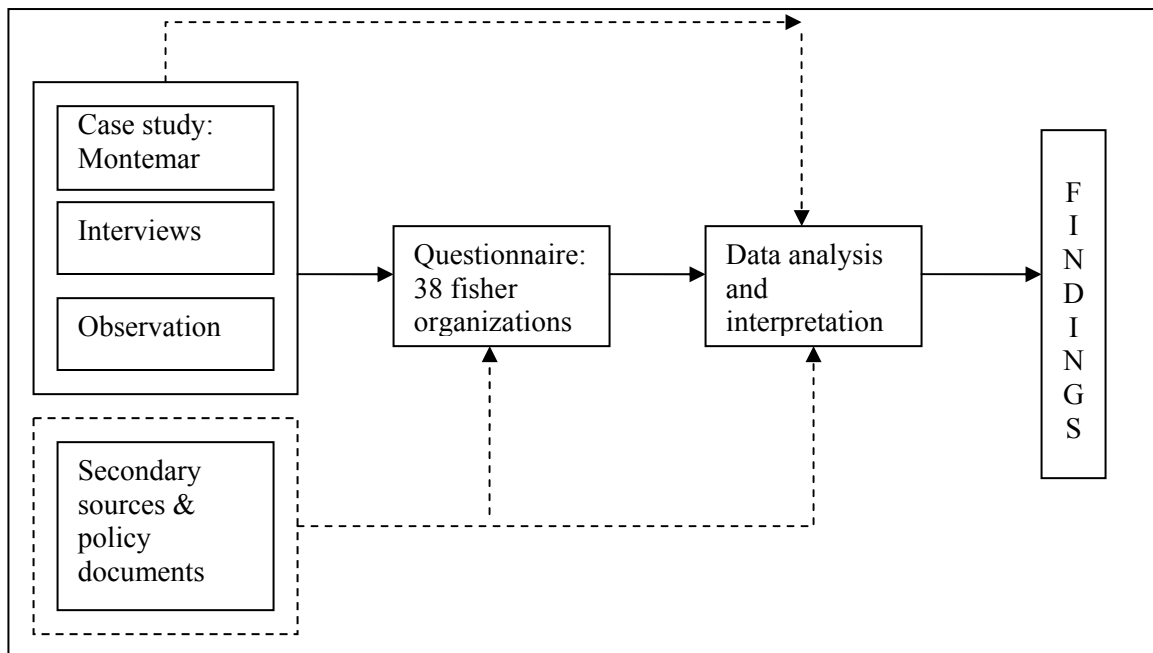 Case study:
Montemar
Interviews
Observation
Secondary
sources &
policy
documents
Questionnaire:
38 fisher
organizations
Data analysis
and
interpretation
F
I
N
D
I
N
G
S